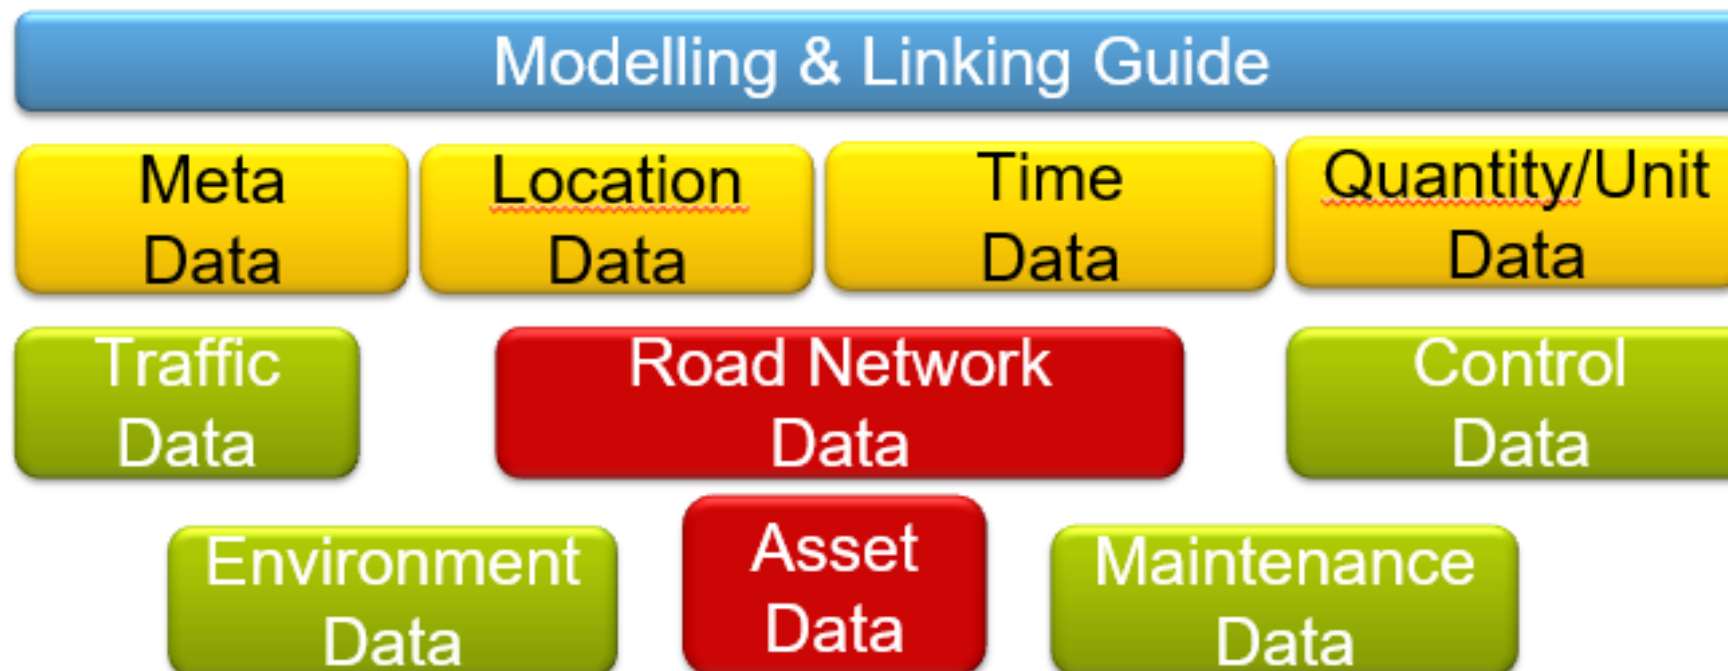 Modelling & Linking Guide
Meta
Data
Location
Data
Time
Data
Quantity/Unit
Data
Traffic
Data
Road Network
Data
Control
Data
Environment
Data
Asset
Data
Maintenance
Data